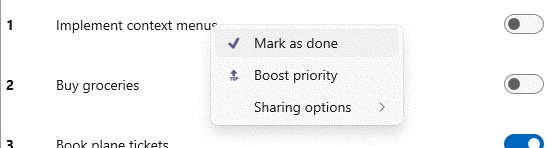 1 Implement context menus
Mark as done
Boost priority
2 Buy groceries
Sharing options
3 Book plane tickets